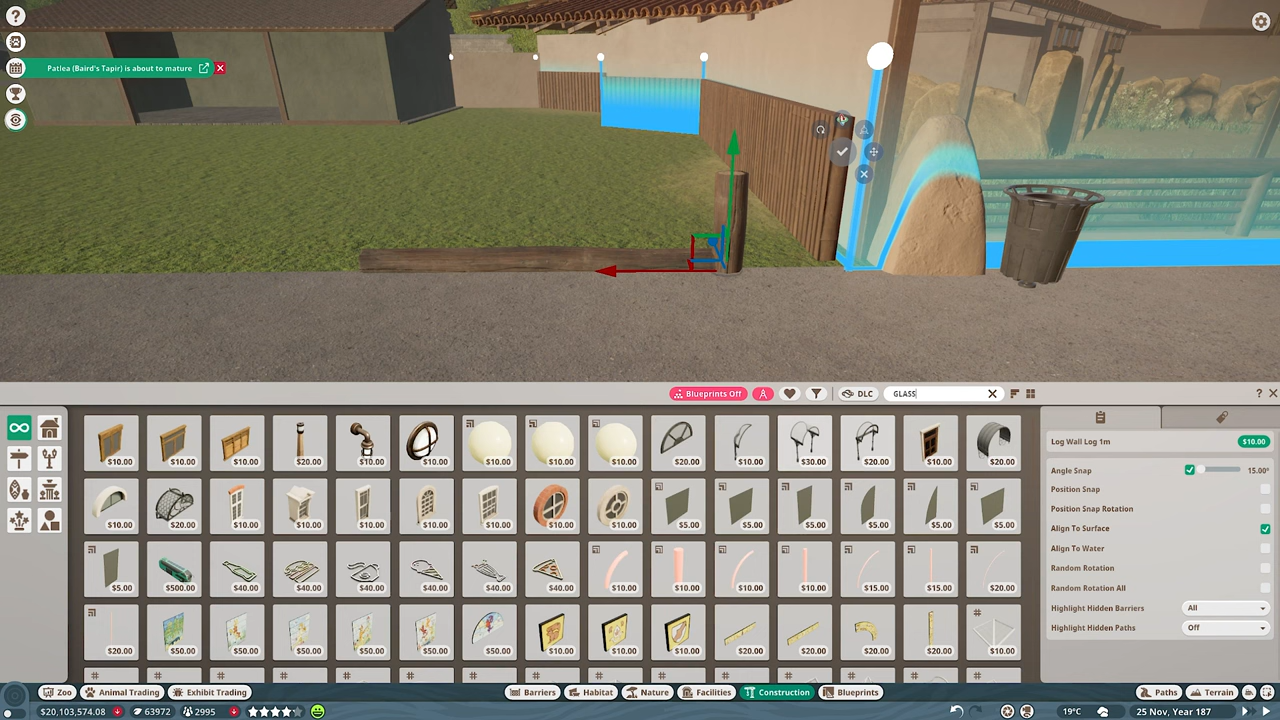 ?
Patlea (Baird's Tapir) is about to mature
Blueprints Off
DLC
GLASS
?
$10.00 $10.00 $10.00 $20.00 $10.00 $10.00 $10.00 $10.00 $10.00 $20.00 $10.00 $30.00 $20.00 $10.00 $20.00
$10.00 $20.00 $10.00 $10.00 $10.00 $10.00 $10.00 $10.00 $10.00 $5.00 $5.00 $5.00 $5.00 $5.00 $5.00
$5.00 $500.00 $40.00 $40.00 $40.00 $40.00 $40.00 $40.00 $10.00 $10.00 $10.00 $10.00 $15.00 $15.00 $20.00
$20.00 $50.00 $50.00 $50.00 $50.00 $50.00 $50.00 $10.00 $10.00 $10.00 $20.00 $20.00 $20.00 $20.00 $10.00
Log Wall Log 1m $10.00
Angle Snap 15.00°
Position Snap
Position Snap Rotation
Align To Surface
Align To Water
Random Rotation
Random Rotation All
Highlight Hidden Barriers All
Highlight Hidden Paths Off
Zoo Animal Trading Exhibit Trading Barriers Habitat Nature Facilities Construction Blueprints Paths Terrain
$20,103,574.08 63972 2995 19°C 25 Nov, Year 187